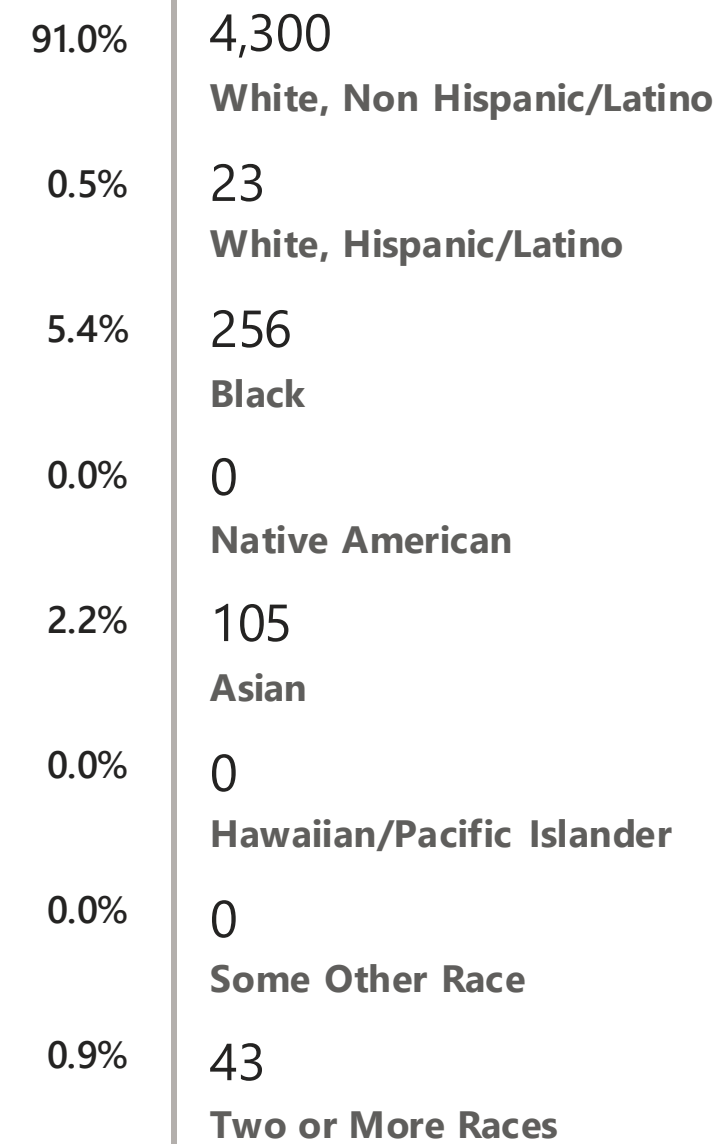 91.0% 4,300
White, Non Hispanic/Latino
0.5% 23
White, Hispanic/Latino
5.4% 256
Black
0.0% 0
Native American
2.2% 105
Asian
0.0% 0
Hawaiian/Pacific Islander
0.0% 0
Some Other Race
0.9% 43
Two or More Races